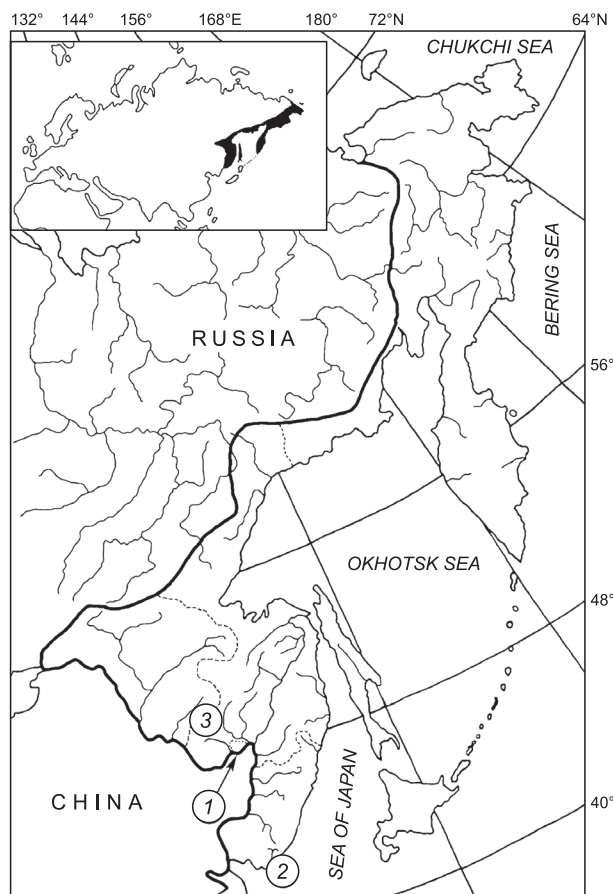 132° 144° 156° 168°E 180° 72°N 64°N
CHUKCHI SEA
BERING SEA
RUSSIA
56°
OKHOTSK SEA
48°
3
CHINA
1
SEA OF JAPAN
40°
2